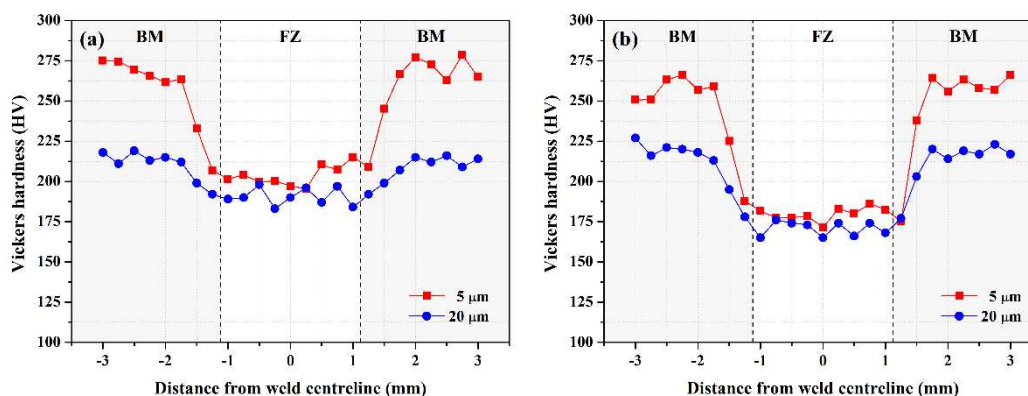 (a) BM FZ BM
300
275
250
225
200
175
150
125
100
Vickers hardness (HV)
5 μm
20 μm
-3 -2 -1 0 1 2 3
Distance from weld centreline (mm)
(b) BM FZ BM
300
275
250
225
200
175
150
125
100
Vickers hardness (HV)
5 μm
20 μm
-3 -2 -1 0 1 2 3
Distance from weld centreline (mm)